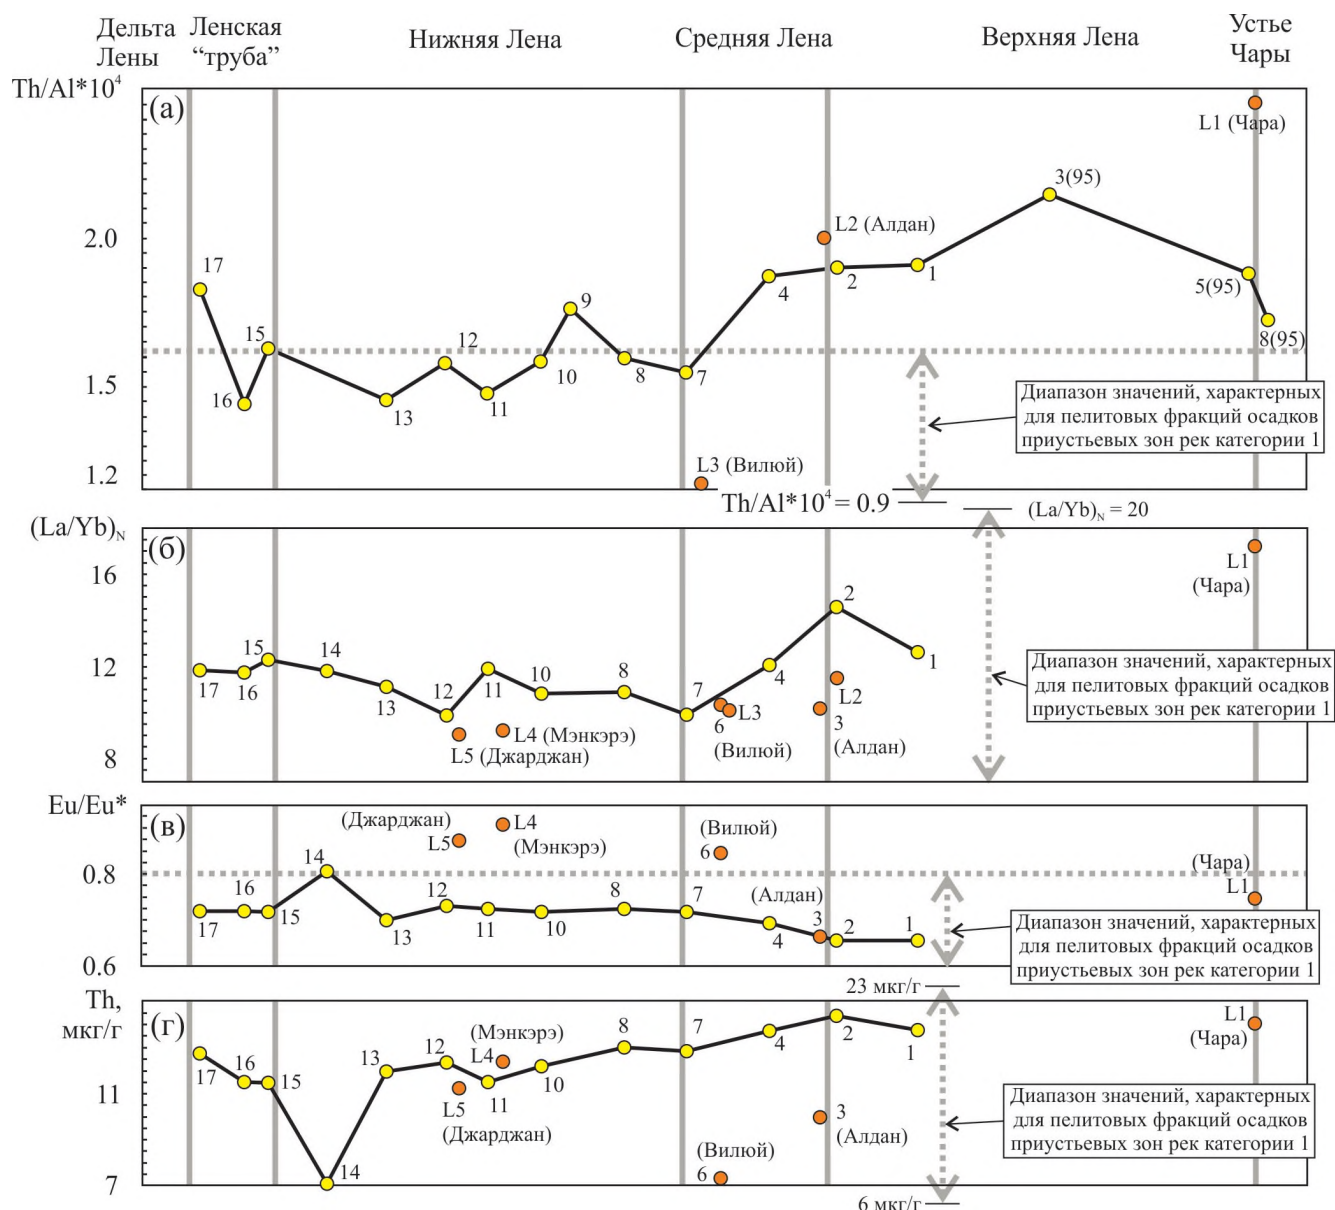 Дельта Лены
Ленская “труба”
Нижняя Лена
Средняя Лена
Верхняя Лена
Устье Чары
Th/Al*10⁴
(а)
2.0
1.5
1.2
17
16
15
13
12
11
10
9
8
7
4
2
1
3(95)
5(95)
8(95)
L1 (Чара)
L2 (Алдан)
L3 (Вилюй)
Диапазон значений, характерных
для пелитовых фракций осадков
приустьевых зон рек категории 1
Th/Al*10⁴ = 0.9
(La/Yb)N = 20
(La/Yb)N
(б)
16
12
8
17
16
15
14
13
12
11
10
8
7
4
2
1
L5 (Джарджан)
L4 (Мэнкэрэ)
6
L3
(Вилюй)
L2
3
(Алдан)
L1
(Чара)
Диапазон значений, характерных
для пелитовых фракций осадков
приустьевых зон рек категории 1
Eu/Eu*
(в)
0.8
0.6
17
16
15
14
13
12
11
10
8
7
4
2
1
(Джарджан)
L5
L4
(Мэнкэрэ)
(Вилюй)
6
(Алдан)
3
(Чара)
L1
Диапазон значений, характерных
для пелитовых фракций осадков
приустьевых зон рек категории 1
23 мкг/г
Th,
мкг/г
(г)
11
7
17
16
15
14
13
12
11
10
8
7
4
2
1
(Мэнкэрэ)
L4
L5
(Джарджан)
(Вилюй)
6
3
(Алдан)
L1
(Чара)
Диапазон значений, характерных
для пелитовых фракций осадков
приустьевых зон рек категории 1
6 мкг/г